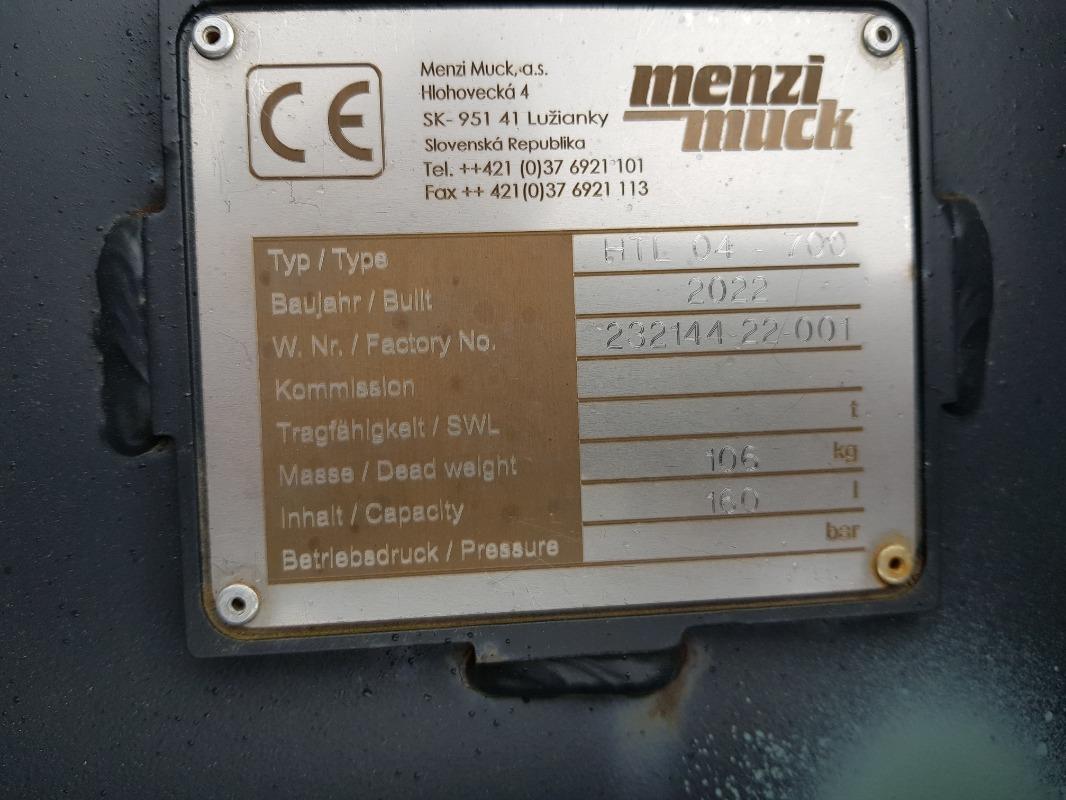 CE
Menzi Muck, a.s.
Hlohovecká 4
SK- 951 41 Lužianky
Slovenská Republika
Tel. ++421 (0)37 6921 101
Fax ++ 421(0)37 6921 113
menzi
muck
Typ / Type HTL 04 - 700
Baujahr / Built 2022
W. Nr. / Factory No. 232144-22-001
Kommission
Tragfähigkeit / SWL t
Masse / Dead weight 106 kg
Inhalt / Capacity 160 l
Betriebsdruck / Pressure bar